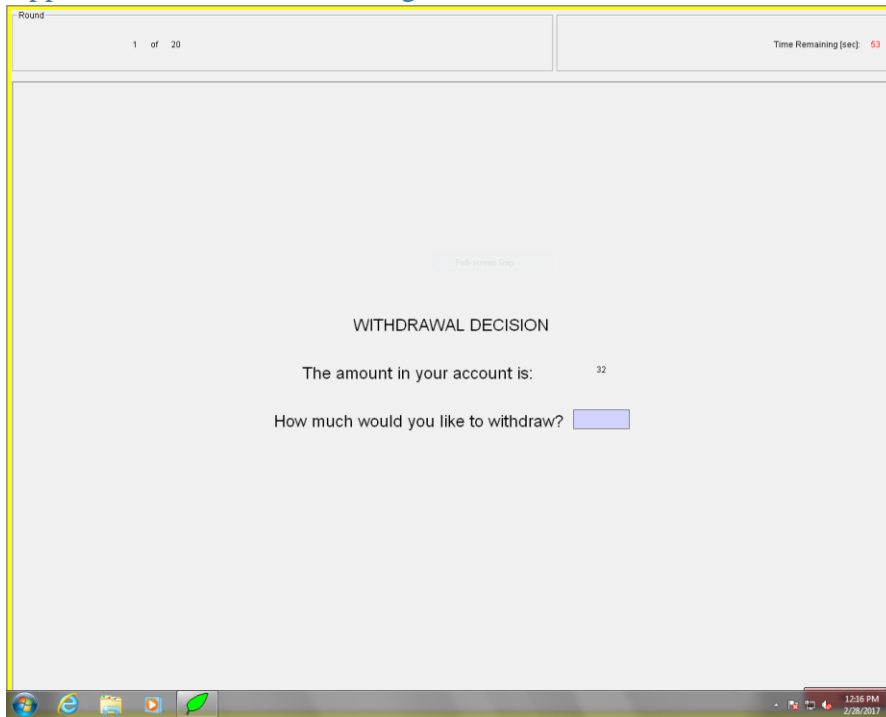 Round
1 of 20
Time Remaining [sec]: 53
WITHDRAWAL DECISION
The amount in your account is: 32
How much would you like to withdraw?
12:16 PM
2/28/2017